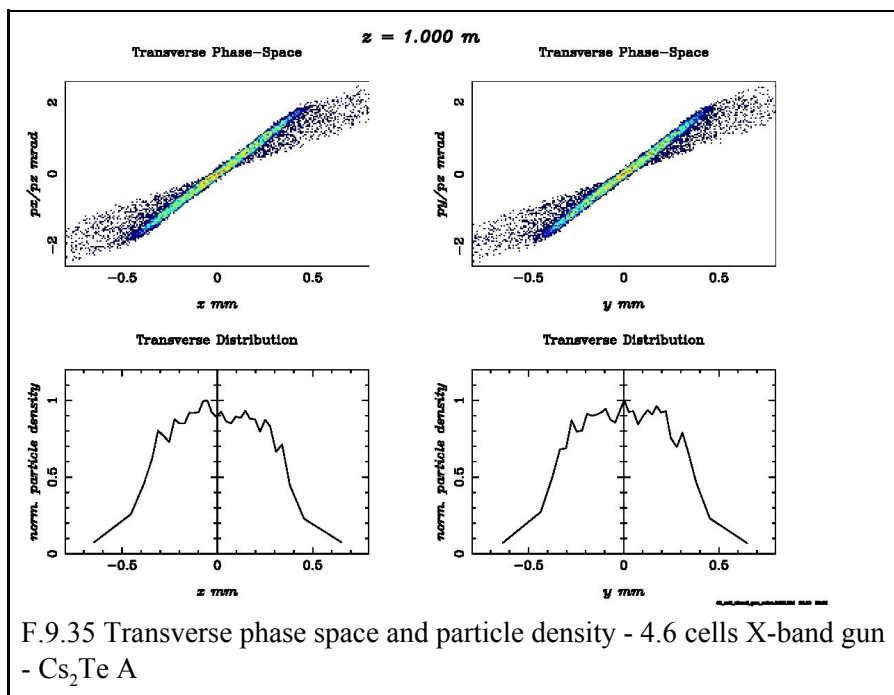 z = 1.000 m
Transverse Phase-Space
Transverse Phase-Space
px/pz mrad
2
0
−2
−0.5
0
0.5
x mm
py/pz mrad
2
0
−2
−0.5
0
0.5
y mm
Transverse Distribution
Transverse Distribution
norm. particle density
1
0.5
0
−0.5
0
0.5
x mm
norm. particle density
1
0.5
0
−0.5
0
0.5
y mm
F.9.35 Transverse phase space and particle density - 4.6 cells X-band gun
- Cs₂Te A